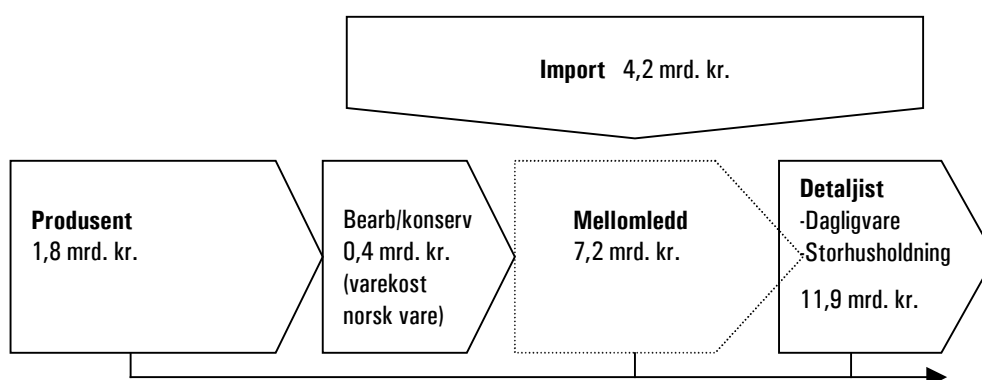 Import 4,2 mrd. kr.
Produsent
1,8 mrd. kr.
Bearb/konserv
0,4 mrd. kr.
(varekost
norsk vare)
Mellomledd
7,2 mrd. kr.
Detaljist
-Dagligvare
-Storhusholdning
11,9 mrd. kr.